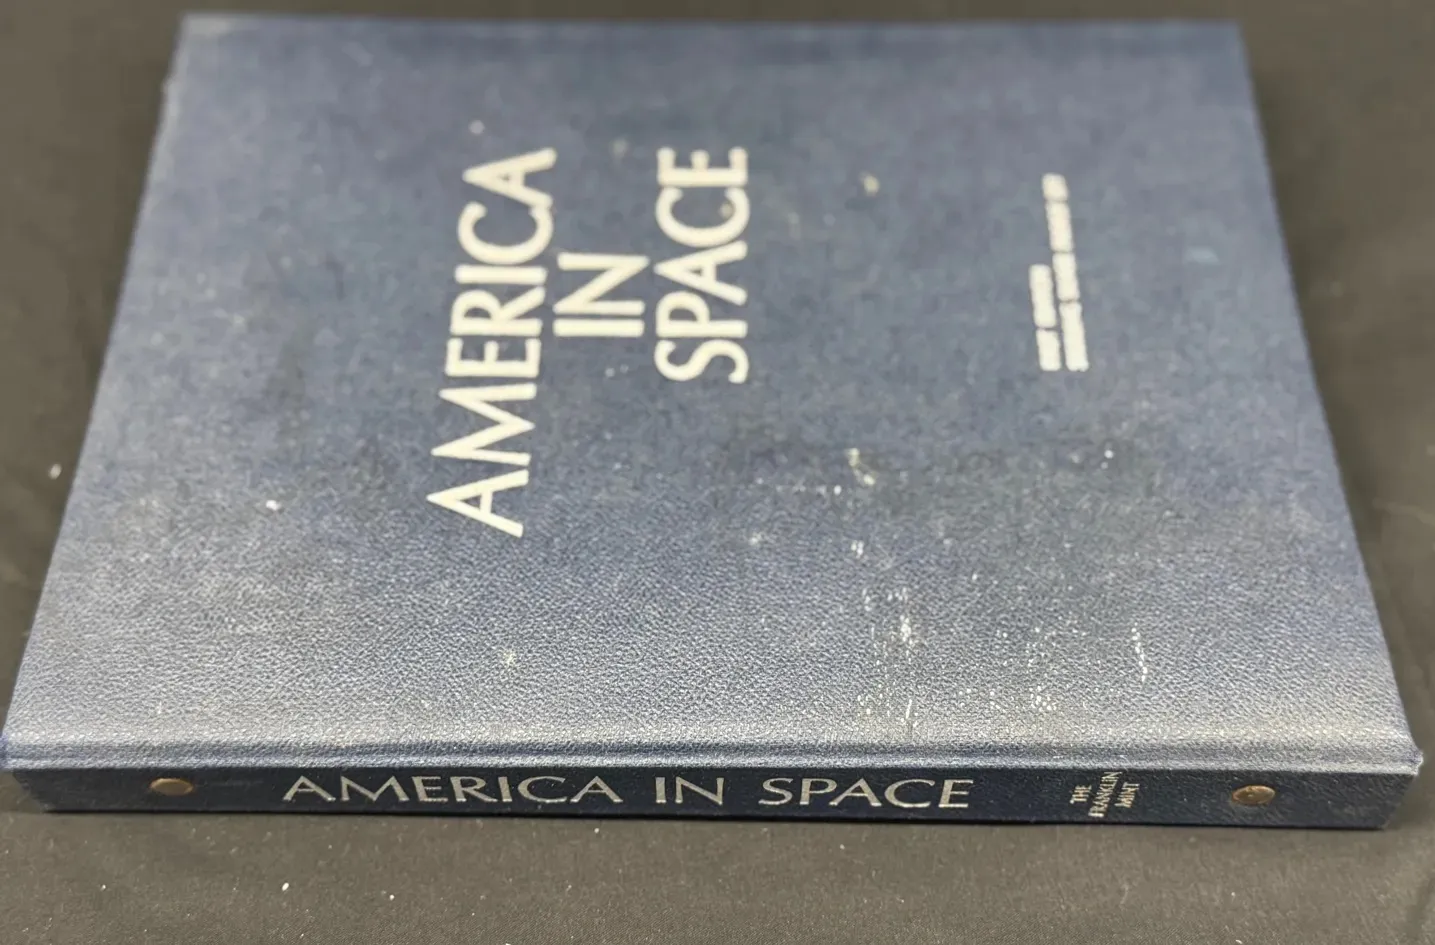 AMERICA
IN
SPACE
AMERICA IN SPACE
THE
FRANKLIN
MINT